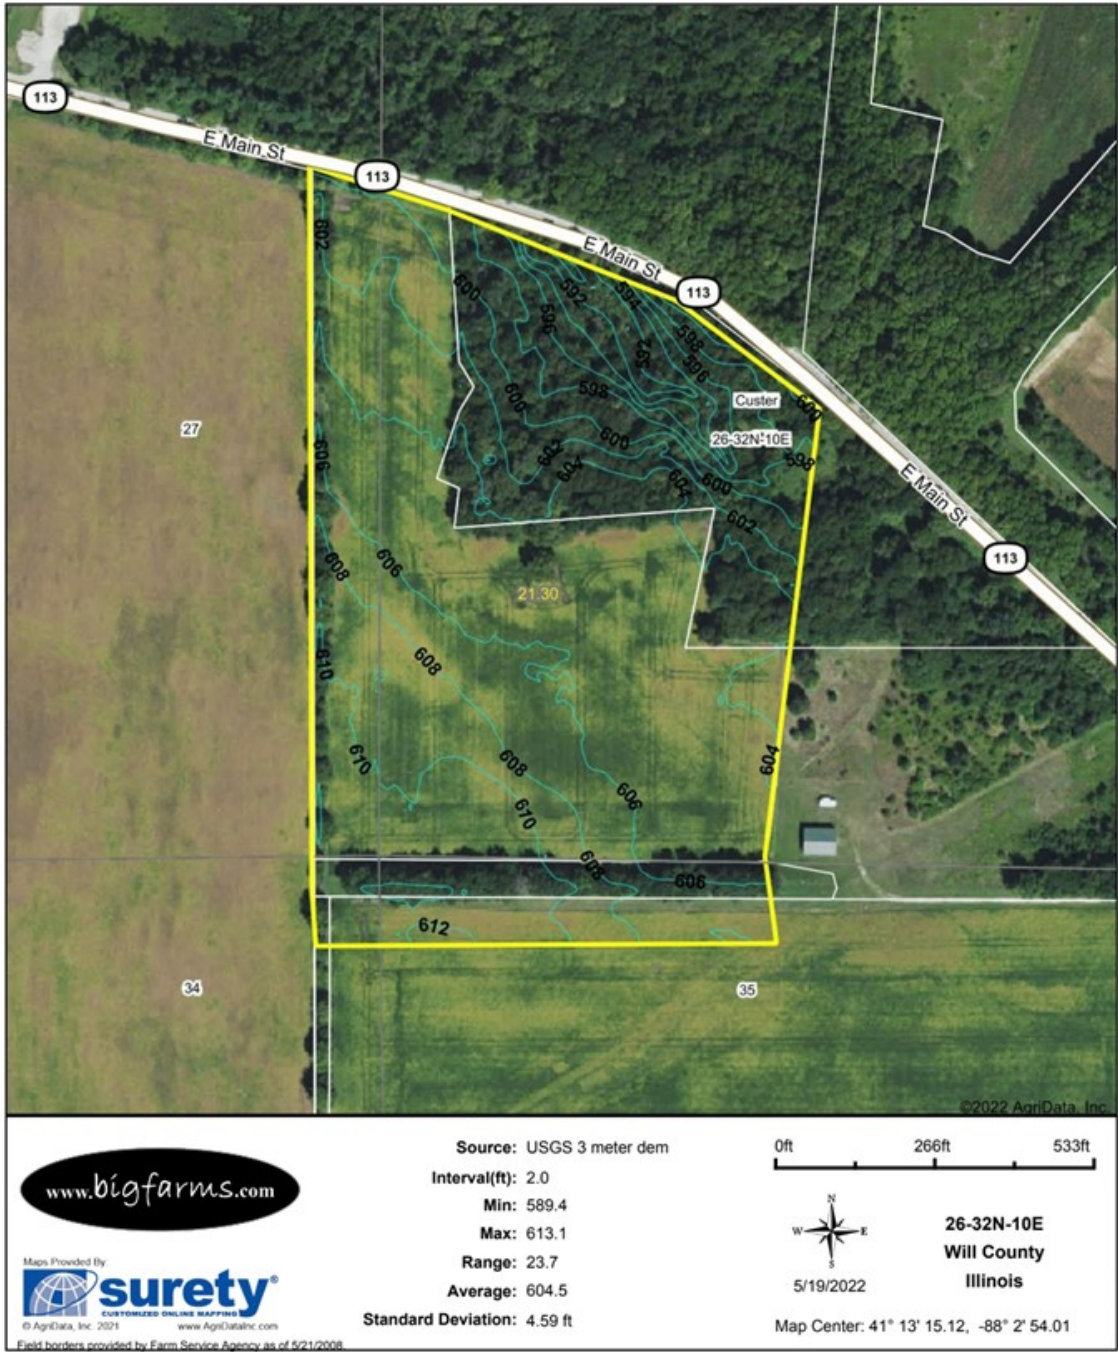 113
E Main St
113
602
E Main St
600
592
594
113
596
598
592
596
598
Custer
600
600
27
600
26-32N-10E
606
602
604
598
604
600
602
E Main St
608
606
113
21.30
610
608
610
608
604
606
610
608
606
612
34
35
©2022 AgriData, Inc.
www.bigfarms.com
Maps Provided By:
surety®
CUSTOMIZED ONLINE MAPPING
© AgriData, Inc. 2021 www.AgriDataInc.com
Field borders provided by Farm Service Agency as of 5/21/2008.
Source: USGS 3 meter dem
Interval(ft): 2.0
Min: 589.4
Max: 613.1
Range: 23.7
Average: 604.5
Standard Deviation: 4.59 ft
0ft 266ft 533ft
N
W E
S
5/19/2022
26-32N-10E
Will County
Illinois
Map Center: 41° 13' 15.12, -88° 2' 54.01